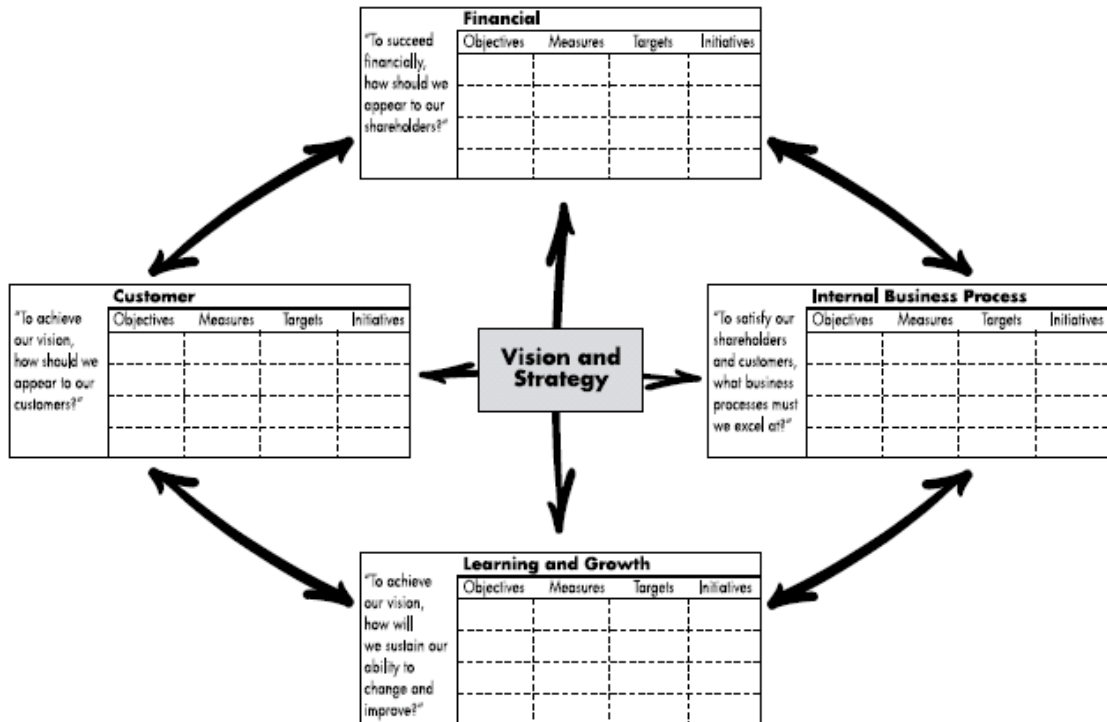 Financial
"To succeed
financially,
how should we
appear to our
shareholders?"
Objectives Measures Targets Initiatives
Customer
"To achieve
our vision,
how should we
appear to our
customers?"
Objectives Measures Targets Initiatives
Vision and
Strategy
Internal Business Process
"To satisfy our
shareholders
and customers,
what business
processes must
we excel at?"
Objectives Measures Targets Initiatives
Learning and Growth
"To achieve
our vision,
how will
we sustain our
ability to
change and
improve?"
Objectives Measures Targets Initiatives